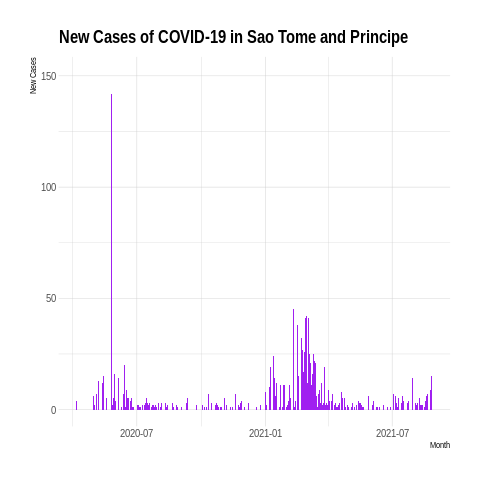 New Cases of COVID-19 in Sao Tome and Principe
New Cases
150
100
50
0
2020-07
2021-01
2021-07
Month